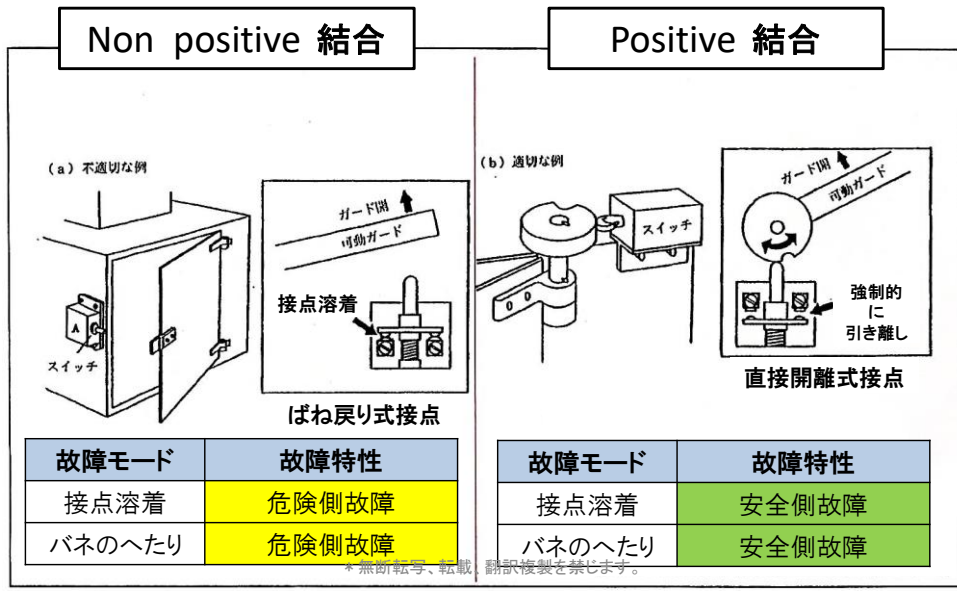 Non positive 結合
Positive 結合
(a) 不適切な例
ガード開
可動ガード
接点溶着
A
スイッチ
ばね戻り式接点
故障モード 故障特性
接点溶着 危険側故障
バネのへたり 危険側故障
(b) 適切な例
スイッチ
ガード開
可動ガード
強制的
に
引き離し
直接開離式接点
故障モード 故障特性
接点溶着 安全側故障
バネのへたり 安全側故障
*無断転写、転載、翻訳複製を禁じます。